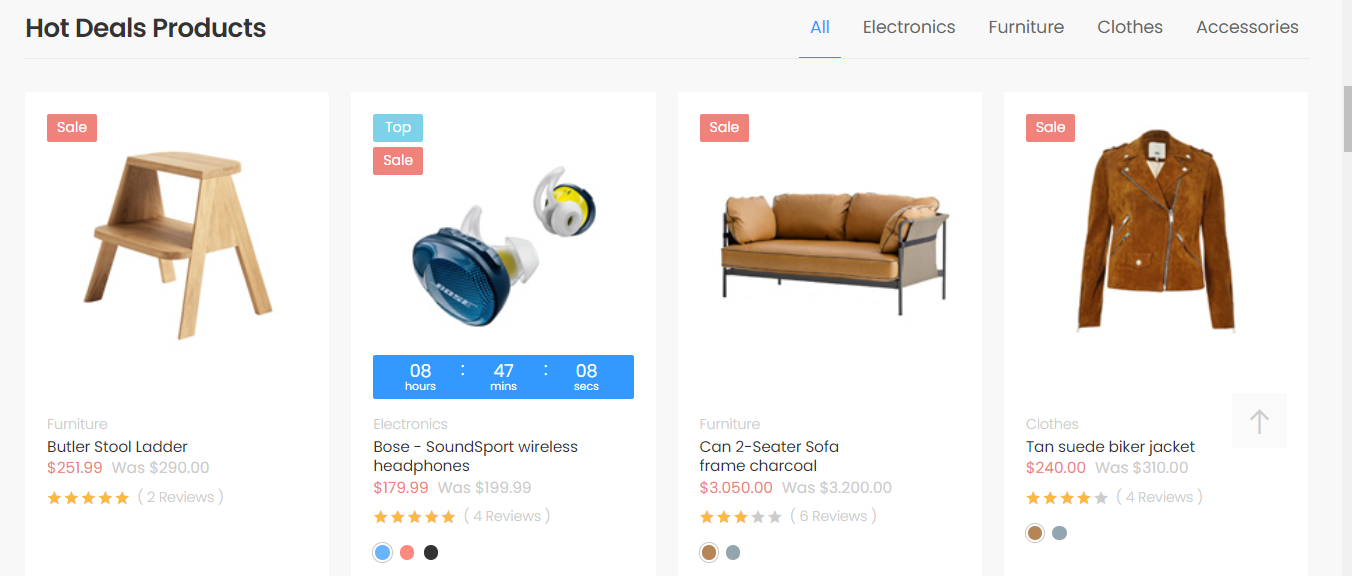 Hot Deals Products
All Electronics Furniture Clothes Accessories
Sale
Furniture
Butler Stool Ladder
$251.99 Was $290.00
( 2 Reviews )
Top
Sale
BOSE
08 : 47 : 08
hours mins secs
Electronics
Bose - SoundSport wireless
headphones
$179.99 Was $199.99
( 4 Reviews )
Sale
Furniture
Can 2-Seater Sofa
frame charcoal
$3.050.00 Was $3.200.00
( 6 Reviews )
Sale
Clothes
Tan suede biker jacket
$240.00 Was $310.00
( 4 Reviews )